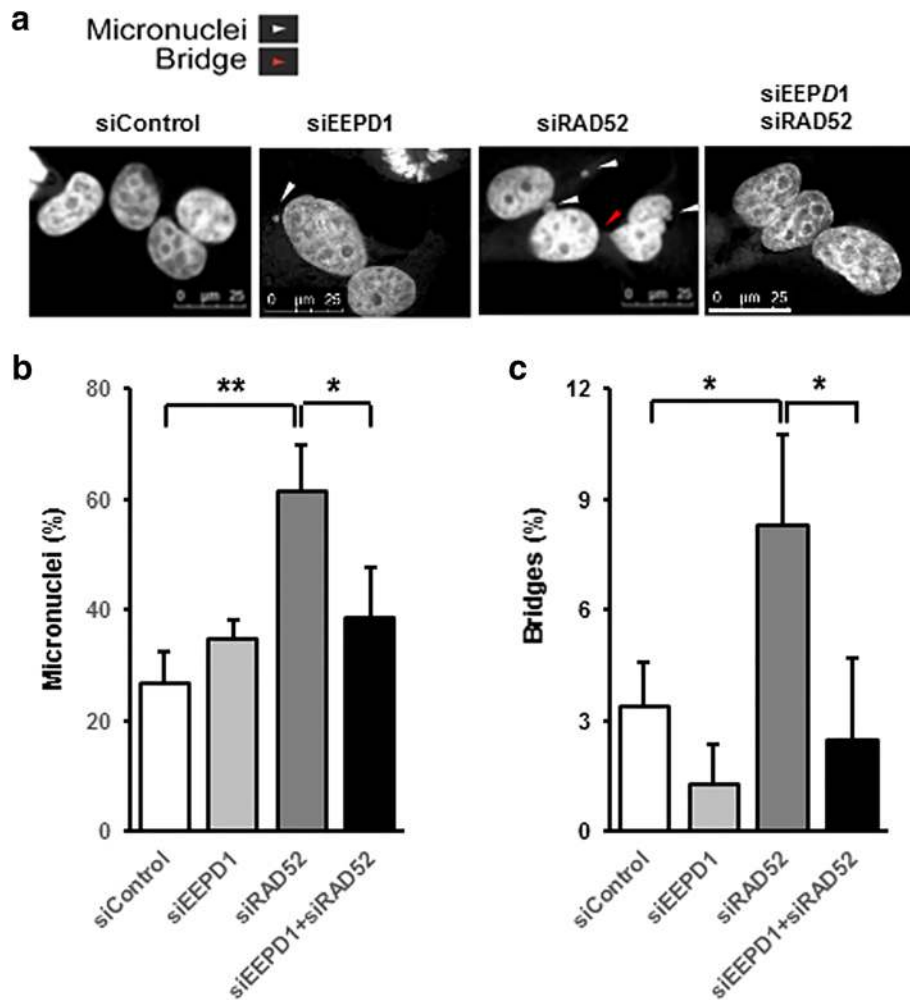 a
Micronuclei
Bridge
siControl
siEEPD1
siRAD52
siEEPD1
siRAD52
0 µm 25
0 µm 25
0 µm 25
0 µm 25
b
Micronuclei (%)
80
60
40
20
0
** *
siControl
siEEPD1
siRAD52
siEEPD1+siRAD52
c
Bridges (%)
12
9
6
3
0
* *
siControl
siEEPD1
siRAD52
siEEPD1+siRAD52